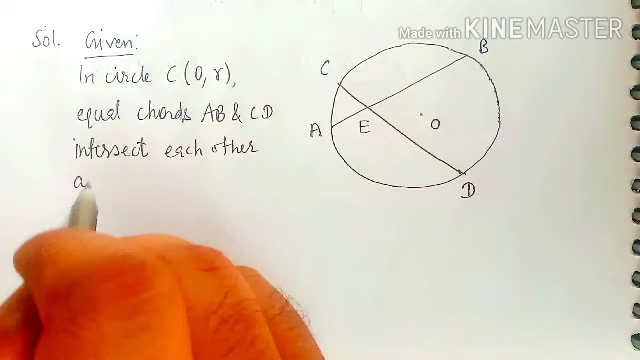 Made with KINEMASTER
Sol. Given:
In circle C (O, r),
equal chords AB & CD
intersect each other
a
C
B
A
E
O
D